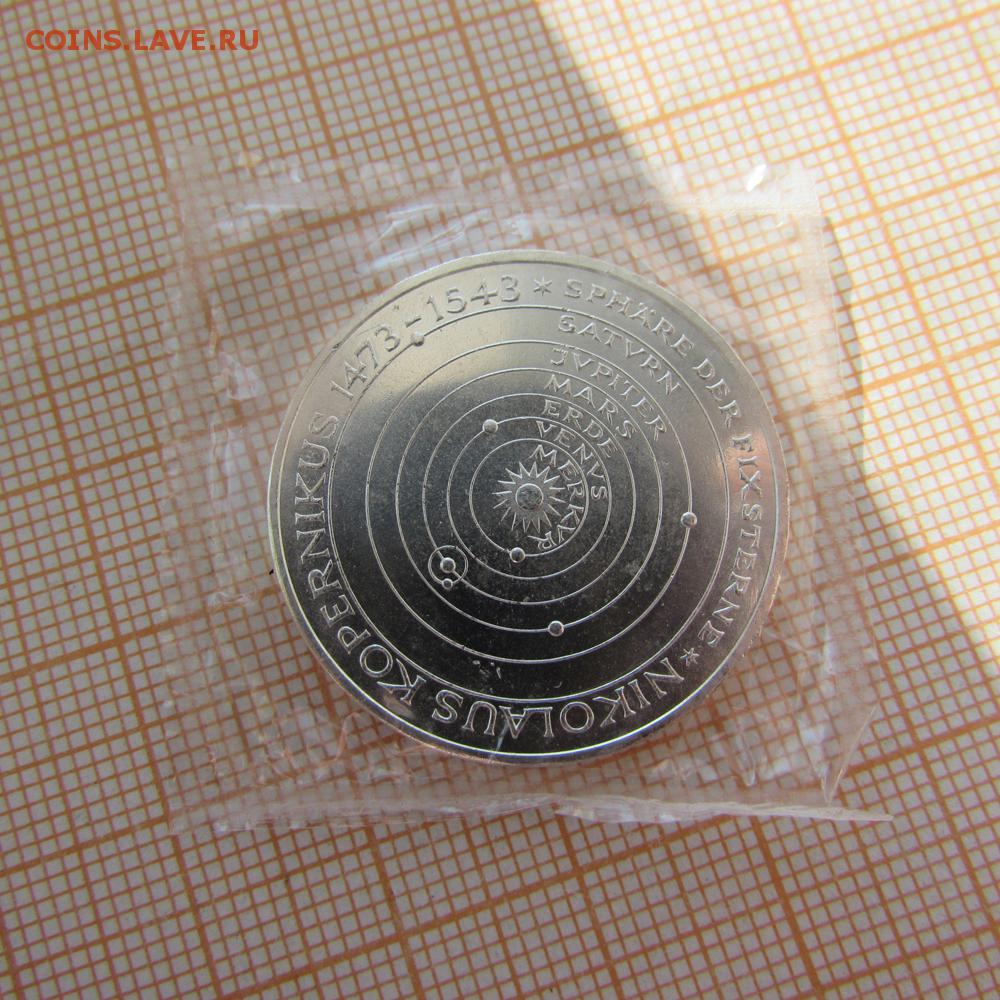 COINS.LAVE.RU
NIKOLAUS KOPERNIKUS 1473-1543 * SPHÄRE DER FIXSTERNE *
SATVRN
JVPITER
MARS
ERDE
VENVS
MERKVR